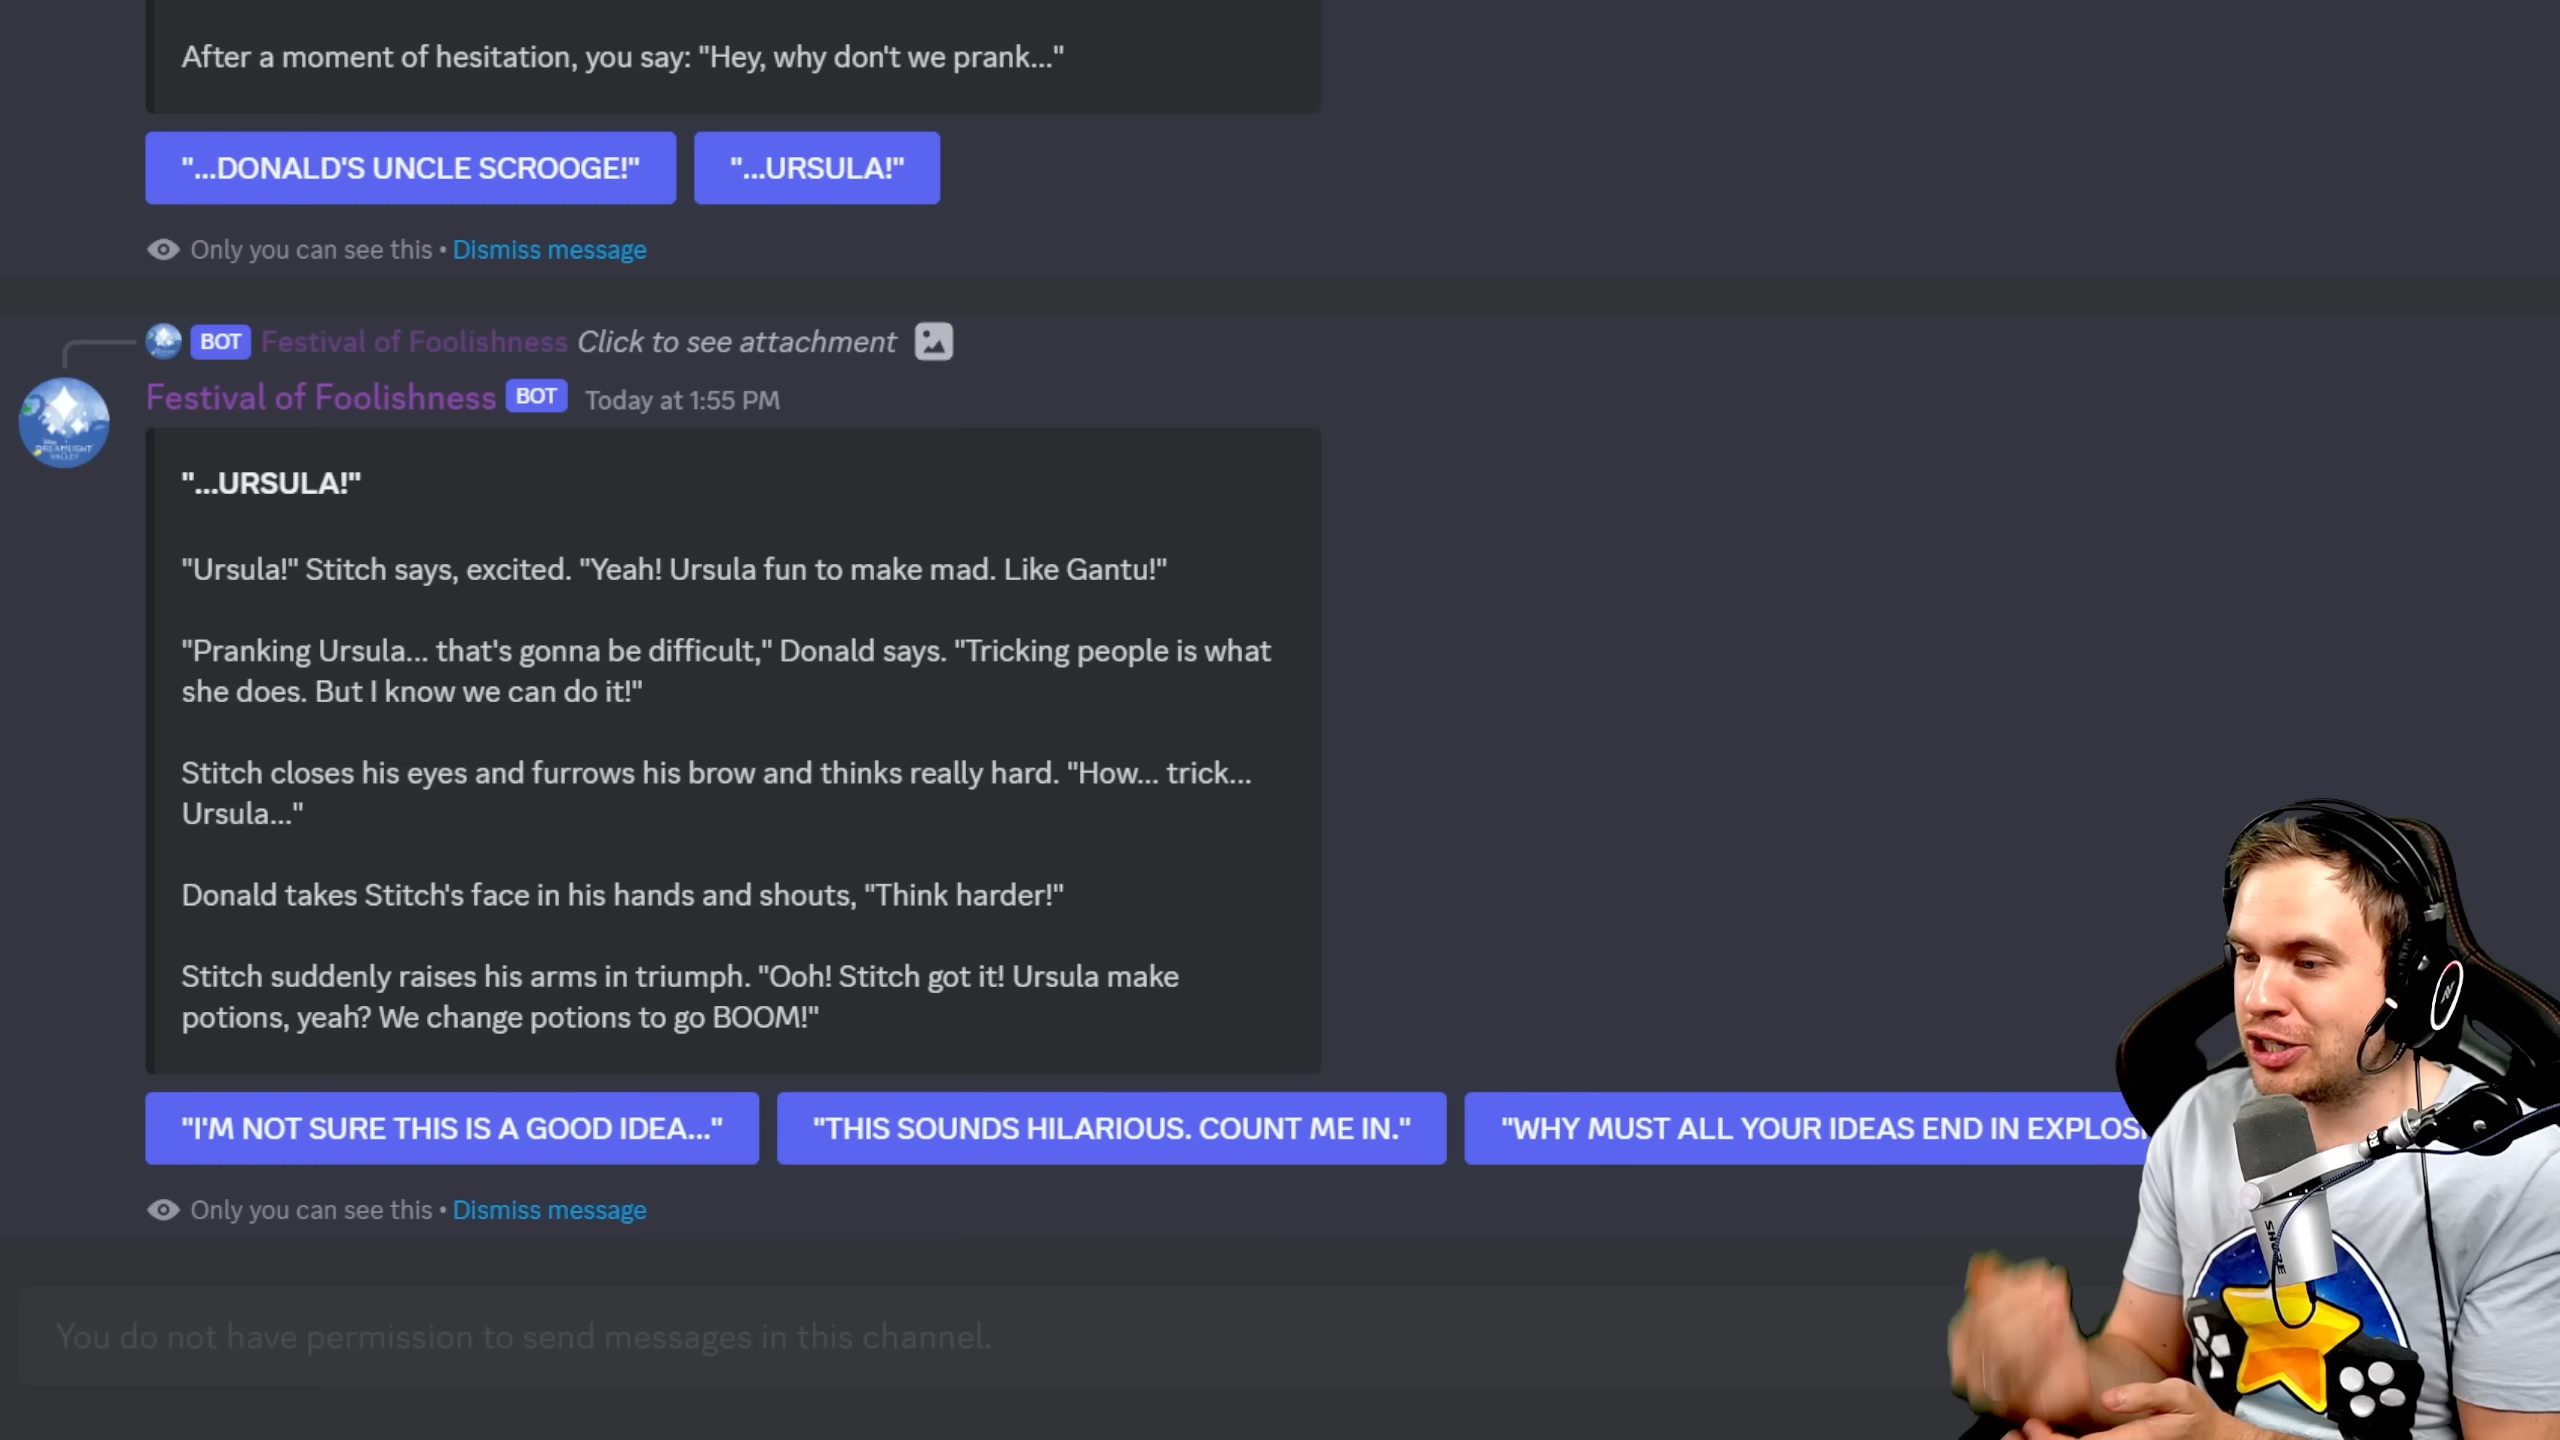 After a moment of hesitation, you say: "Hey, why don't we prank..."
"...DONALD'S UNCLE SCROOGE!" "...URSULA!"
Only you can see this • Dismiss message
BOT Festival of Foolishness Click to see attachment
Festival of Foolishness BOT Today at 1:55 PM
DREAMLIGHT
VALLEY
"...URSULA!"
"Ursula!" Stitch says, excited. "Yeah! Ursula fun to make mad. Like Gantu!"
"Pranking Ursula... that's gonna be difficult," Donald says. "Tricking people is what
she does. But I know we can do it!"
Stitch closes his eyes and furrows his brow and thinks really hard. "How... trick...
Ursula..."
Donald takes Stitch's face in his hands and shouts, "Think harder!"
Stitch suddenly raises his arms in triumph. "Ooh! Stitch got it! Ursula make
potions, yeah? We change potions to go BOOM!"
"I'M NOT SURE THIS IS A GOOD IDEA..." "THIS SOUNDS HILARIOUS. COUNT ME IN." "WHY MUST ALL YOUR IDEAS END IN
Only you can see this • Dismiss message
SHURE
You do not have permission to send messages in this channel.